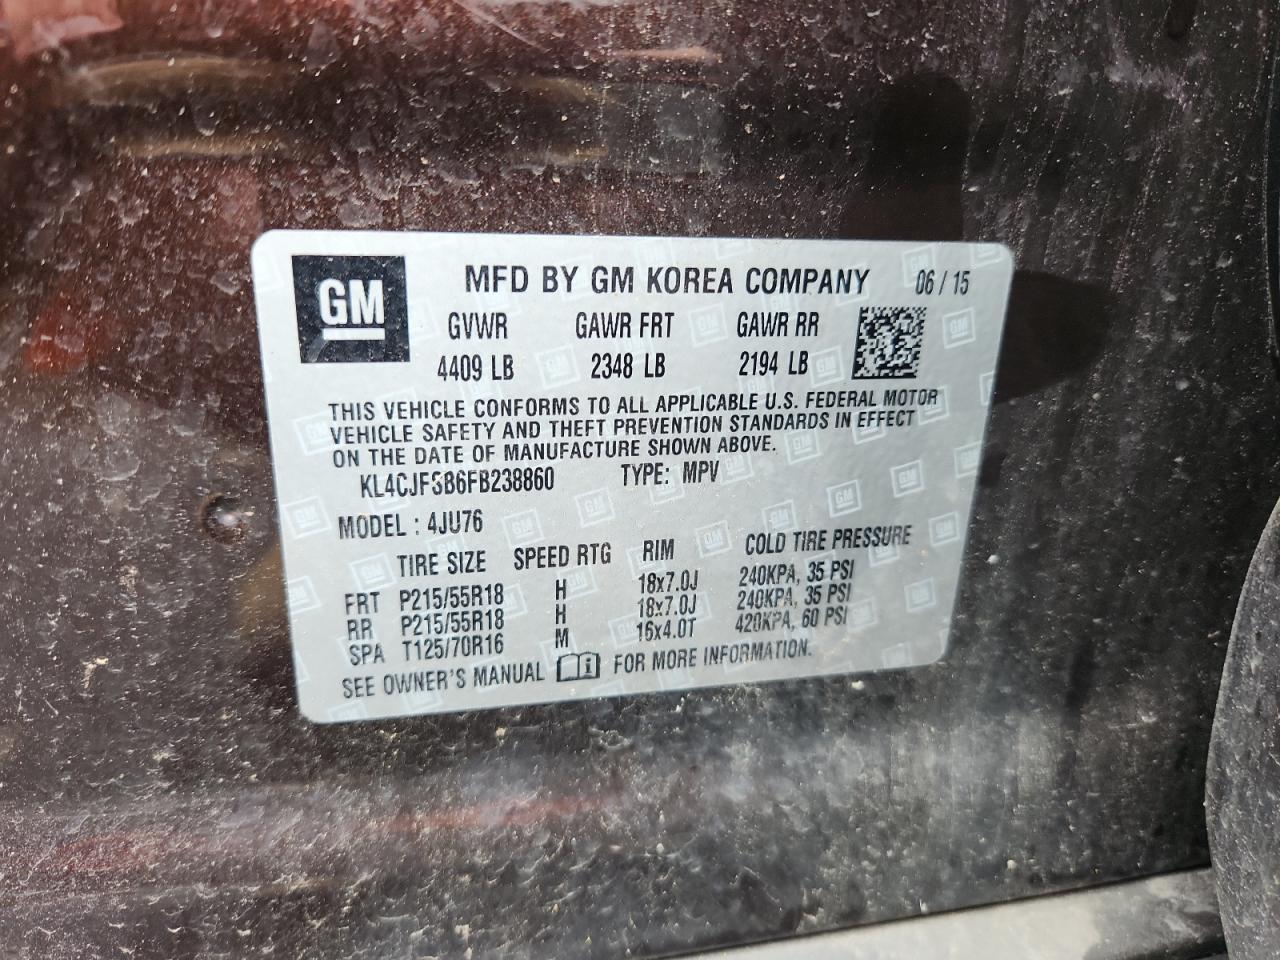 GM
MFD BY GM KOREA COMPANY 06 / 15
GVWR GAWR FRT GAWR RR
4409 LB 2348 LB 2194 LB
THIS VEHICLE CONFORMS TO ALL APPLICABLE U.S. FEDERAL MOTOR
VEHICLE SAFETY AND THEFT PREVENTION STANDARDS IN EFFECT
ON THE DATE OF MANUFACTURE SHOWN ABOVE.
KL4CJFSB6FB238860 TYPE: MPV
MODEL : 4JU76
TIRE SIZE SPEED RTG RIM COLD TIRE PRESSURE
FRT P215/55R18 H 18x7.0J 240KPA, 35 PSI
RR P215/55R18 H 18x7.0J 240KPA, 35 PSI
SPA T125/70R16 M 16x4.0T 420KPA, 60 PSI
SEE OWNER'S MANUAL FOR MORE INFORMATION.